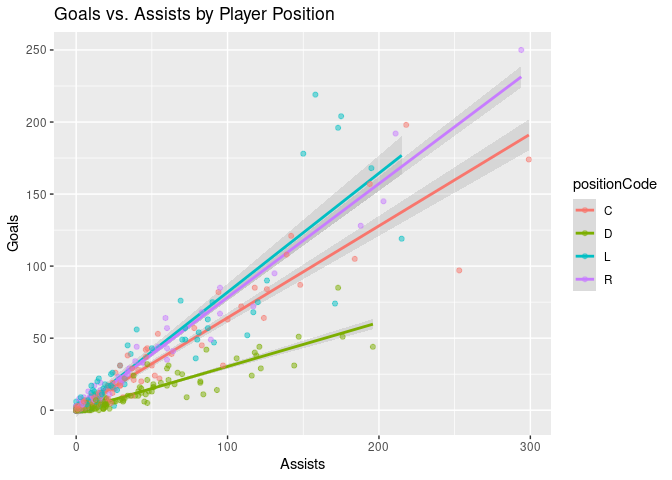 Goals vs. Assists by Player Position
250
200
150
100
50
0
Goals
0 100 200 300
Assists
positionCode
C
D
L
R